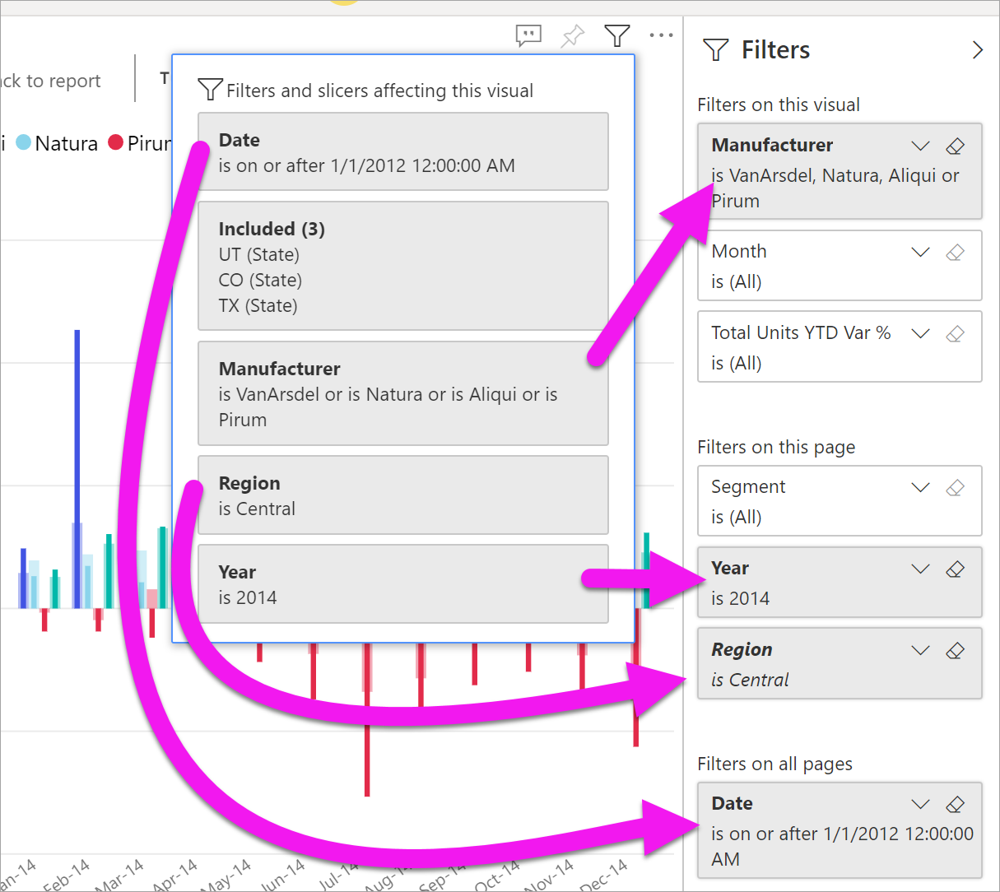 ck to report
T
i Natura Pirum
Filters and slicers affecting this visual
Date
is on or after 1/1/2012 12:00:00 AM
Included (3)
UT (State)
CO (State)
TX (State)
Manufacturer
is VanArsdel or is Natura or is Aliqui or is
Pirum
Region
is Central
Year
is 2014
an-14
Feb-14
Mar-14
Apr-14
May-14
Jun-14
Jul-14
Aug-14
Sep-14
Oct-14
Nov-14
Dec-14
Filters
Filters on this visual
Manufacturer
is VanArsdel, Natura, Aliqui or
Pirum
Month
is (All)
Total Units YTD Var %
is (All)
Filters on this page
Segment
is (All)
Year
is 2014
Region
is Central
Filters on all pages
Date
is on or after 1/1/2012 12:00:00
AM